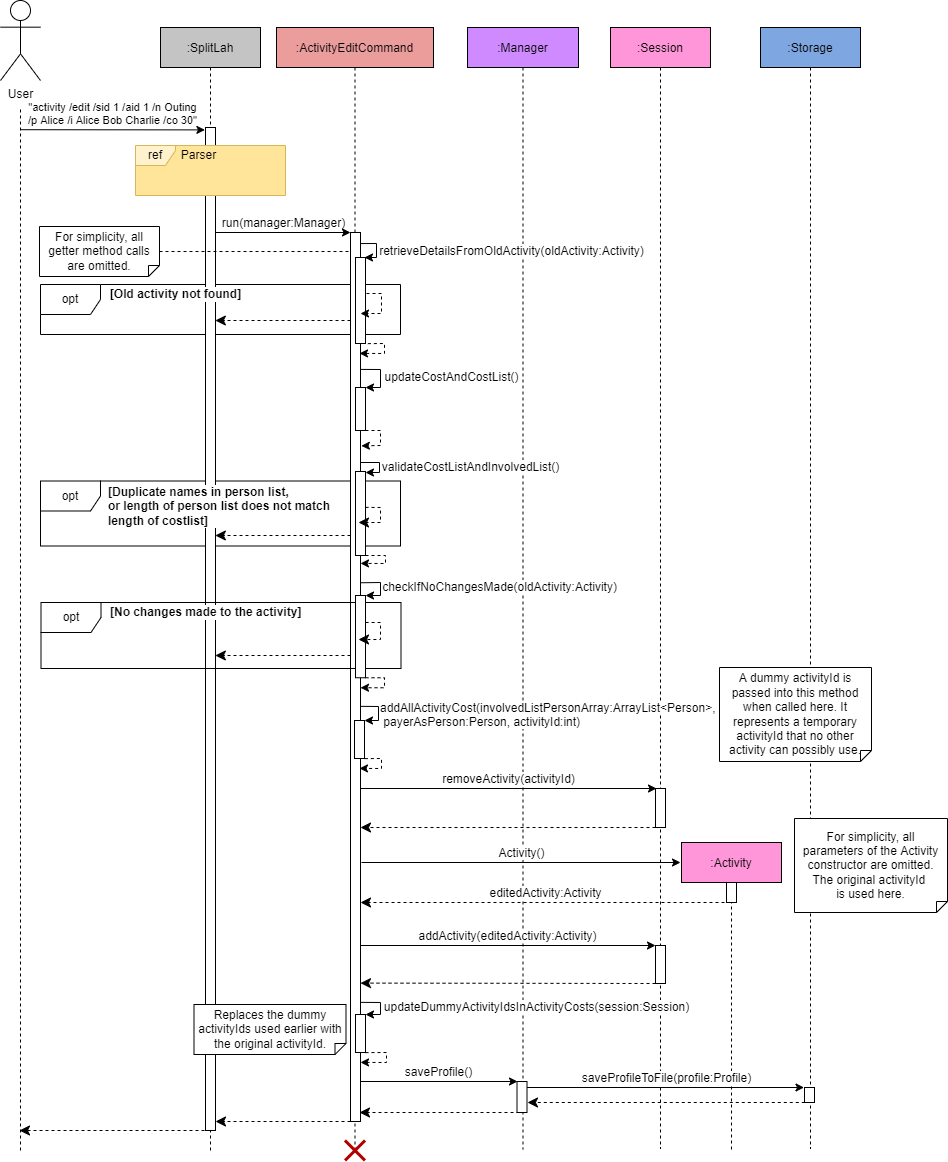 :SplitLah
:ActivityEditCommand
:Manager
:Session
:Storage
User
"activity /edit /sid 1 /aid 1 /n Outing
/p Alice /i Alice Bob Charlie /co 30"
ref
Parser
run(manager:Manager)
For simplicity, all
getter method calls
are omitted.
retrieveDetailsFromOldActivity(oldActivity:Activity)
opt
[Old activity not found]
updateCostAndCostList()
validateCostListAndInvolvedList()
opt
[Duplicate names in person list,
or length of person list does not match
length of costlist]
checkIfNoChangesMade(oldActivity:Activity)
opt
[No changes made to the activity]
addAllActivityCost(involvedListPersonArray:ArrayList<Person>,
payerAsPerson:Person, activityId:int)
A dummy activityId is
passed into this method
when called here. It
represents a temporary
activityId that no other
activity can possibly use.
removeActivity(activityId)
Activity()
:Activity
For simplicity, all
parameters of the Activity
constructor are omitted.
The original activityId
is used here.
editedActivity:Activity
addActivity(editedActivity:Activity)
updateDummyActivityIdsInActivityCosts(session:Session)
Replaces the dummy
activityIds used earlier with
the original activityId.
saveProfile()
saveProfileToFile(profile:Profile)